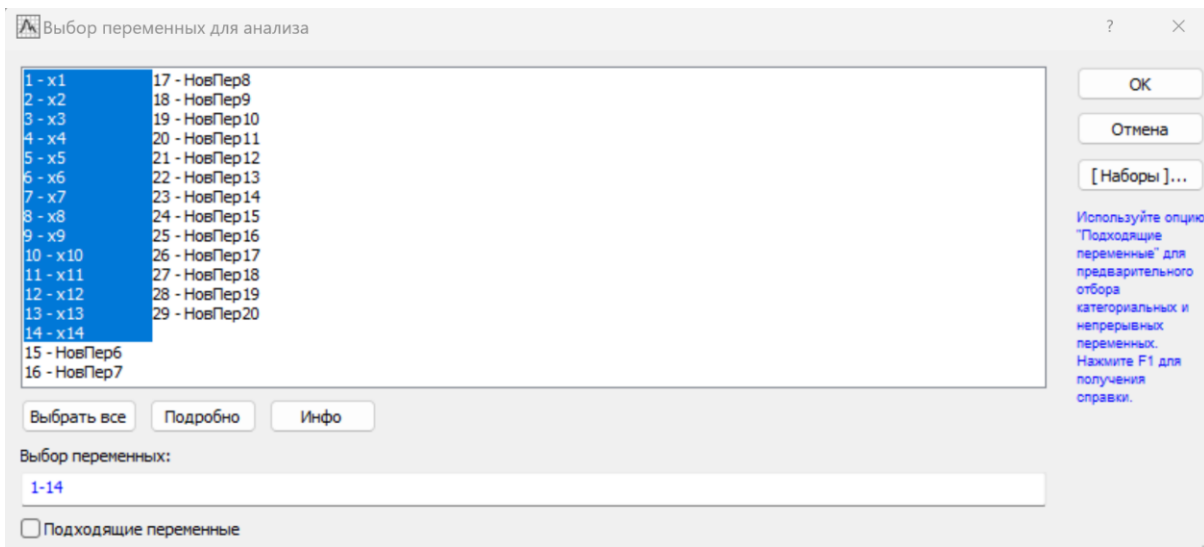 Выбор переменных для анализа
?
1 - x1
2 - x2
3 - x3
4 - x4
5 - x5
6 - x6
7 - x7
8 - x8
9 - x9
10 - x10
11 - x11
12 - x12
13 - x13
14 - x14
15 - НовПер6
16 - НовПер7
17 - НовПер8
18 - НовПер9
19 - НовПер10
20 - НовПер11
21 - НовПер12
22 - НовПер13
23 - НовПер14
24 - НовПер15
25 - НовПер16
26 - НовПер17
27 - НовПер18
28 - НовПер19
29 - НовПер20
OK
Отмена
[ Наборы ]...
Используйте опцию
"Подходящие
переменные" для
предварительного
отбора
категориальных и
непрерывных
переменных.
Нажмите F1 для
получения
справки.
Выбрать все
Подробно
Инфо
Выбор переменных:
1-14
Подходящие переменные